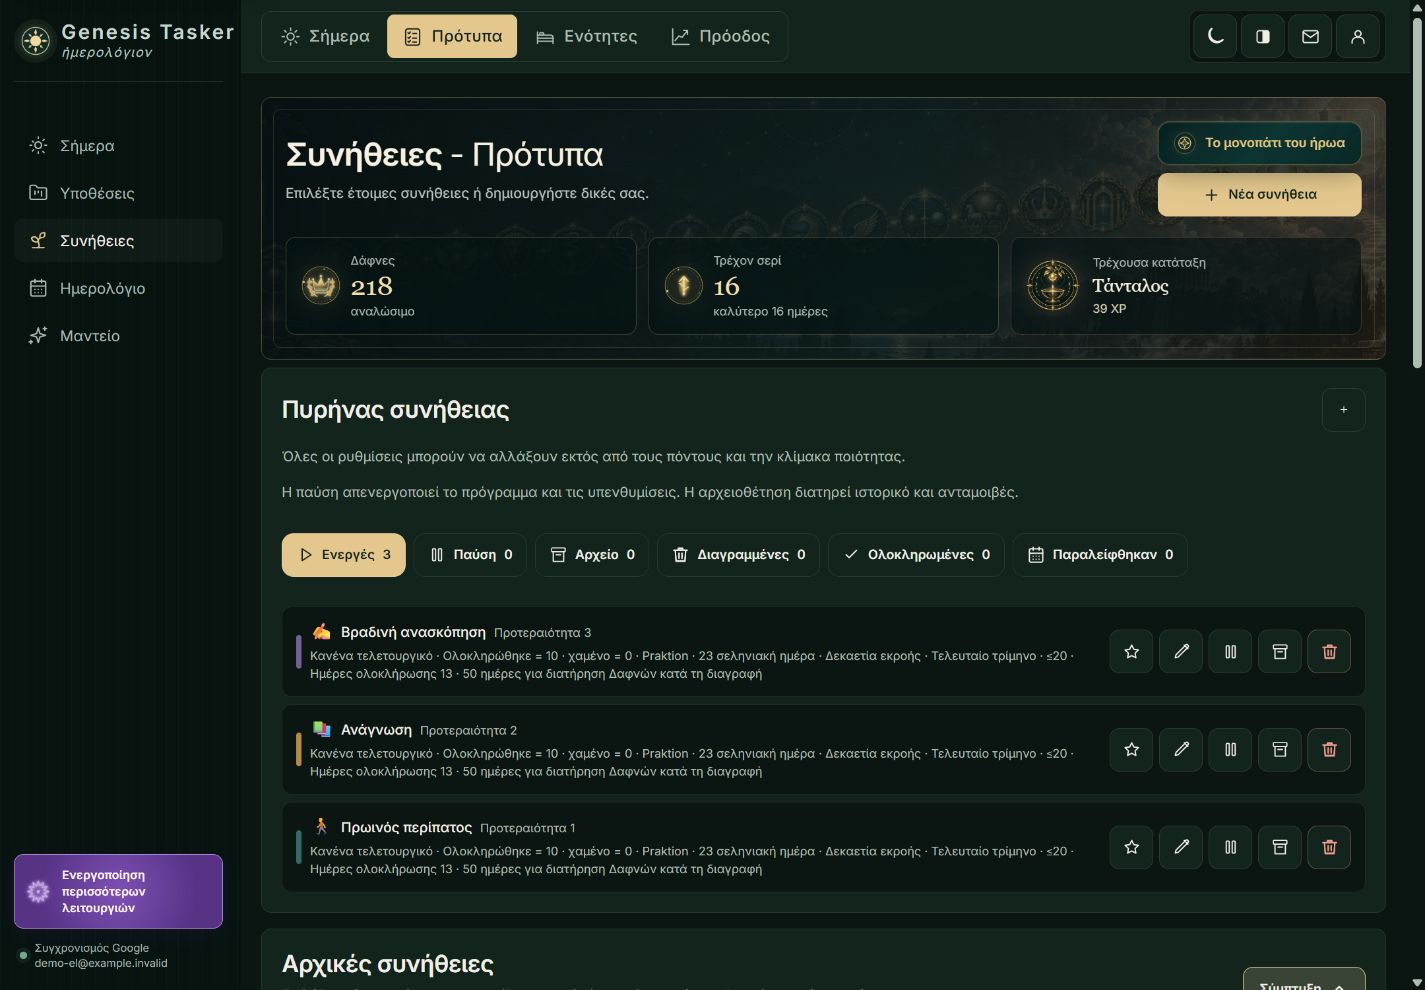 Genesis Tasker
ἡμερολόγιον
Σήμερα
Πρότυπα
Ενότητες
Πρόοδος
Σήμερα
Υποθέσεις
Συνήθειες
Ημερολόγιο
Μαντείο
Ενεργοποίηση
περισσότερων
λειτουργιών
Συγχρονισμός Google
demo-el@example.invalid
Συνήθειες - Πρότυπα
Επιλέξτε έτοιμες συνήθειες ή δημιουργήστε δικές σας.
Το μονοπάτι του ήρωα
+ Νέα συνήθεια
Δάφνες
218
αναλώσιμο
Τρέχον σερί
16
καλύτερο 16 ημέρες
Τρέχουσα κατάταξη
Τάνταλος
39 XP
Πυρήνας συνήθειας
+
Όλες οι ρυθμίσεις μπορούν να αλλάξουν εκτός από τους πόντους και την κλίμακα ποιότητας.
Η παύση απενεργοποιεί το πρόγραμμα και τις υπενθυμίσεις. Η αρχειοθέτηση διατηρεί ιστορικό και ανταμοιβές.
Ενεργές 3
Παύση 0
Αρχείο 0
Διαγραμμένες 0
Ολοκληρωμένες 0
Παραλείφθηκαν 0
Βραδινή ανασκόπηση Προτεραιότητα 3
Κανένα τελετουργικό · Ολοκληρώθηκε = 10 · χαμένο = 0 · Praktion · 23 σεληνιακή ημέρα · Δεκαετία εκροής · Τελευταίο τρίμηνο · ≤20 ·
Ημέρες ολοκλήρωσης 13 · 50 ημέρες για διατήρηση Δαφνών κατά τη διαγραφή
Ανάγνωση Προτεραιότητα 2
Κανένα τελετουργικό · Ολοκληρώθηκε = 10 · χαμένο = 0 · Praktion · 23 σεληνιακή ημέρα · Δεκαετία εκροής · Τελευταίο τρίμηνο · ≤20 ·
Ημέρες ολοκλήρωσης 13 · 50 ημέρες για διατήρηση Δαφνών κατά τη διαγραφή
Πρωινός περίπατος Προτεραιότητα 1
Κανένα τελετουργικό · Ολοκληρώθηκε = 10 · χαμένο = 0 · Praktion · 23 σεληνιακή ημέρα · Δεκαετία εκροής · Τελευταίο τρίμηνο · ≤20 ·
Ημέρες ολοκλήρωσης 13 · 50 ημέρες για διατήρηση Δαφνών κατά τη διαγραφή
Αρχικές συνήθειες
Σύμπτυξη